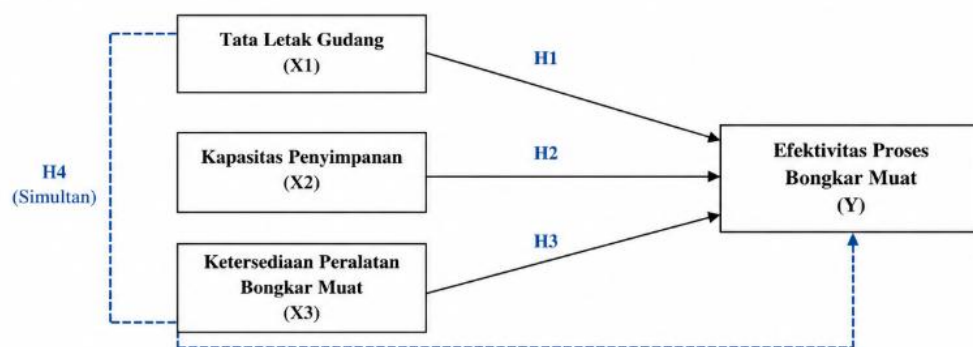 Tata Letak Gudang
(X1)
H1
Kapasitas Penyimpanan
(X2)
H2
Ketersediaan Peralatan
Bongkar Muat
(X3)
H3
H4
(Simultan)
Efektivitas Proses
Bongkar Muat
(Y)